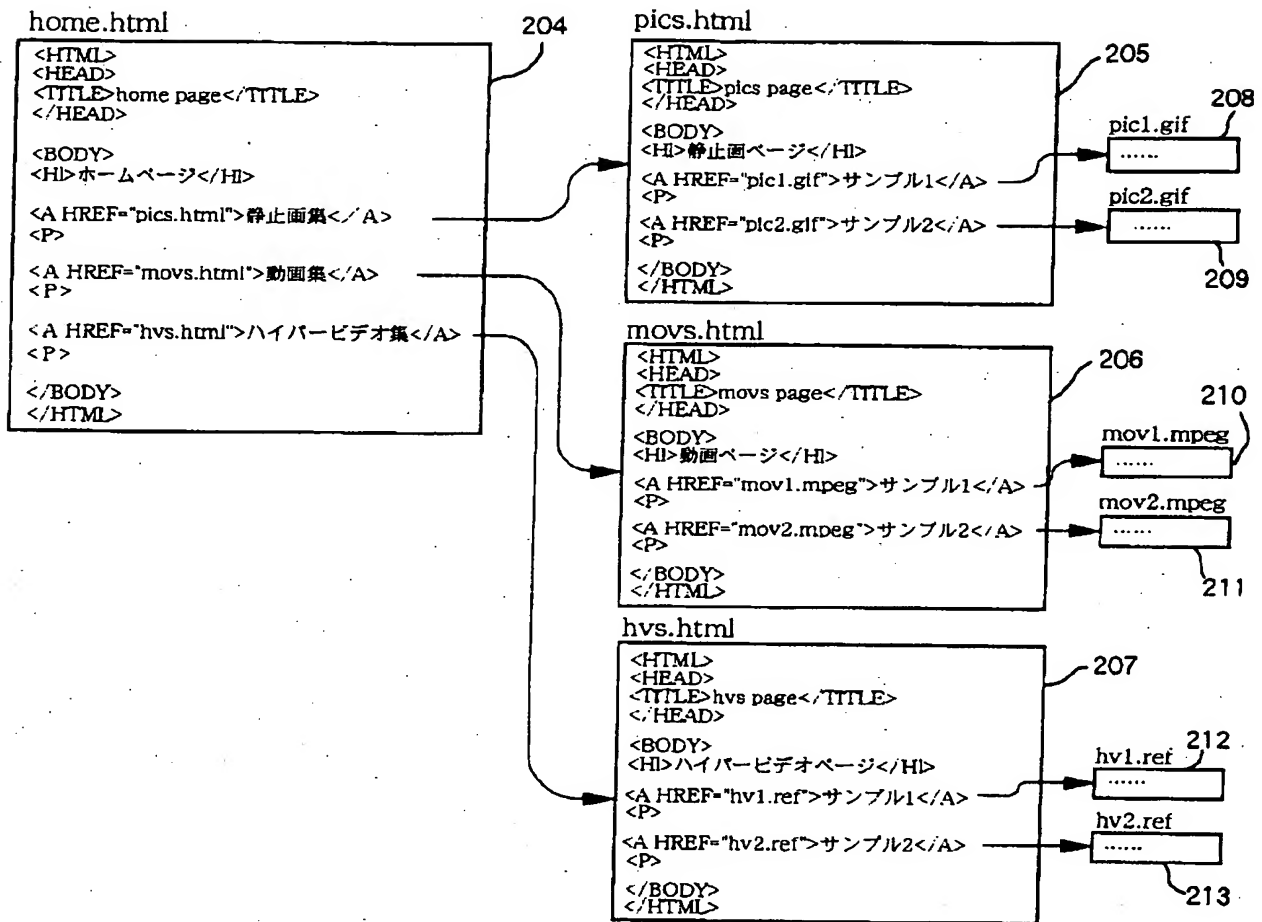 home.html
204
<HTML>
<HEAD>
<TITLE>home page</TITLE>
</HEAD>
<BODY>
<H1>ホームページ</H1>
<A HREF="pics.html">静止画集</A>
<P>
<A HREF="movs.html">動画集</A>
<P>
<A HREF="hvs.html">ハイパービデオ集</A>
<P>
</BODY>
</HTML>
pics.html
205
<HTML>
<HEAD>
<TITLE>pics page</TITLE>
</HEAD>
<BODY>
<H1>静止画ページ</H1>
<A HREF="pic1.gif">サンプル1</A>
<P>
<A HREF="pic2.gif">サンプル2</A>
<P>
</BODY>
</HTML>
208
pic1.gif
......
pic2.gif
......
209
movs.html
206
<HTML>
<HEAD>
<TITLE>movs page</TITLE>
</HEAD>
<BODY>
<H1>動画ページ</H1>
<A HREF="mov1.mpeg">サンプル1</A>
<P>
<A HREF="mov2.mpeg">サンプル2</A>
<P>
</BODY>
</HTML>
210
mov1.mpeg
......
mov2.mpeg
......
211
hvs.html
207
<HTML>
<HEAD>
<TITLE>hvs page</TITLE>
</HEAD>
<BODY>
<H1>ハイパービデオページ</H1>
<A HREF="hv1.ref">サンプル1</A>
<P>
<A HREF="hv2.ref">サンプル2</A>
<P>
</BODY>
</HTML>
212
hv1.ref
......
hv2.ref
......
213